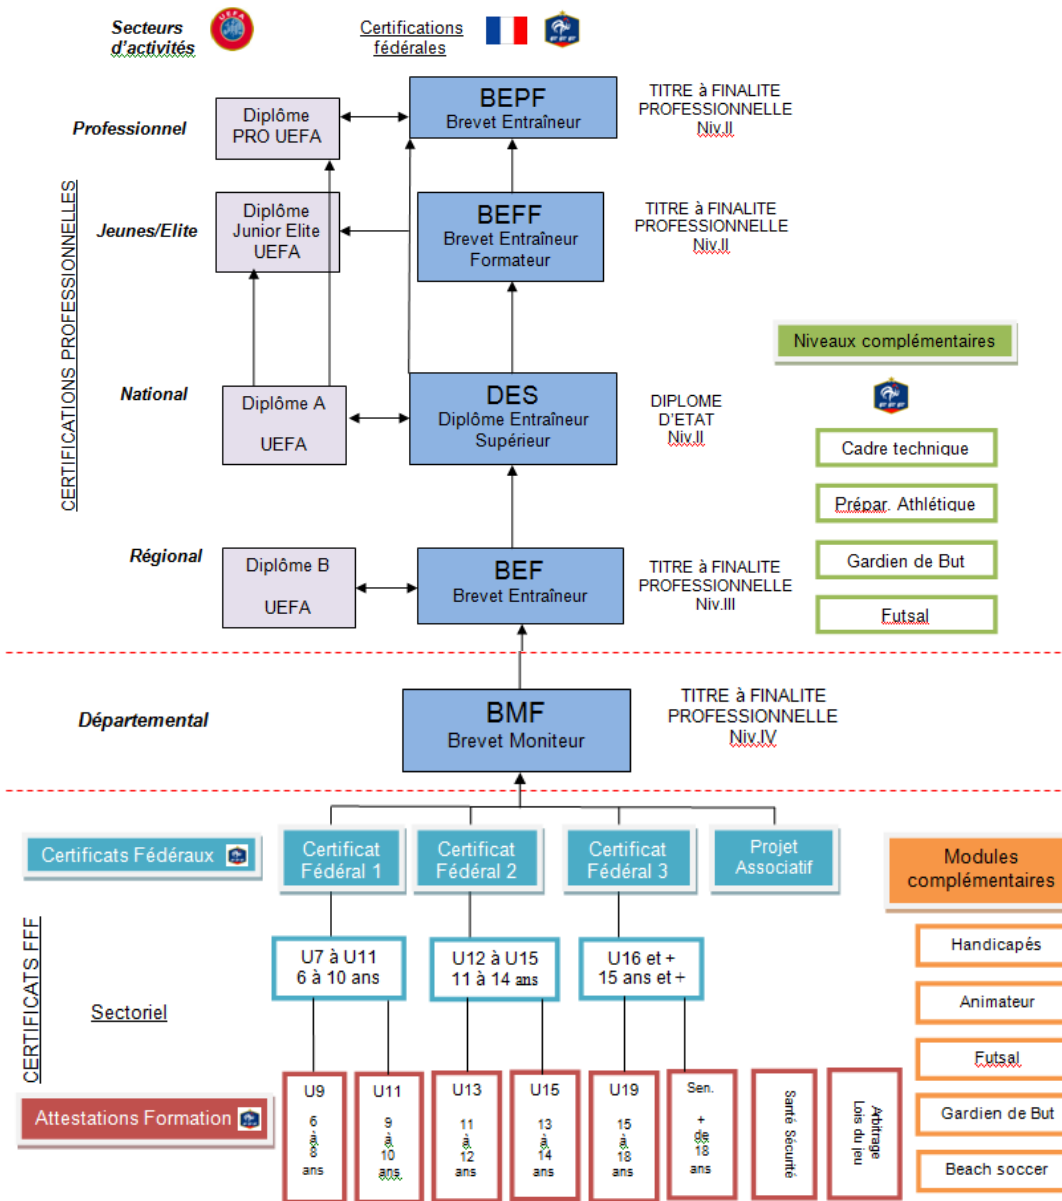 Secteurs
d'activités
Certifications
fédérales
BEPF
Brevet Entraîneur
TITRE à FINALITE
PROFESSIONNELLE
Niv.II
Professionnel
Diplôme
PRO UEFA
CERTIFICATIONS PROFESSIONNELLES
Jeunes/Elite
Diplôme
Junior Elite
UEFA
BEFF
Brevet Entraîneur
Formateur
TITRE à FINALITE
PROFESSIONNELLE
Niv.II
Niveaux complémentaires
National
Diplôme A
UEFA
DES
Diplôme Entraîneur
Supérieur
DIPLOME
D'ETAT
Niv.II
Cadre technique
Prépar. Athlétique
Gardien de But
Futsal
Régional
Diplôme B
UEFA
BEF
Brevet Entraîneur
TITRE à FINALITE
PROFESSIONNELLE
Niv.III
Départemental
BMF
Brevet Moniteur
TITRE à FINALITE
PROFESSIONNELLE
Niv.IV
Certificats Fédéraux
Certificat
Fédéral 1
Certificat
Fédéral 2
Certificat
Fédéral 3
Projet
Associatif
Modules
complémentaires
CERTIFICATS FFF
Sectoriel
U7 à U11
6 à 10 ans
U12 à U15
11 à 14 ans
U16 et +
15 ans et +
Handicapés
Animateur
Futsal
Gardien de But
Beach soccer
Attestations Formation
U9
6
à
8
ans
U11
9
à
10
ans
U13
11
à
12
ans
U15
13
à
14
ans
U19
15
à
18
ans
Sen.
+
de
18
ans
Santé Sécurité
Arbitrage
Lois du jeu